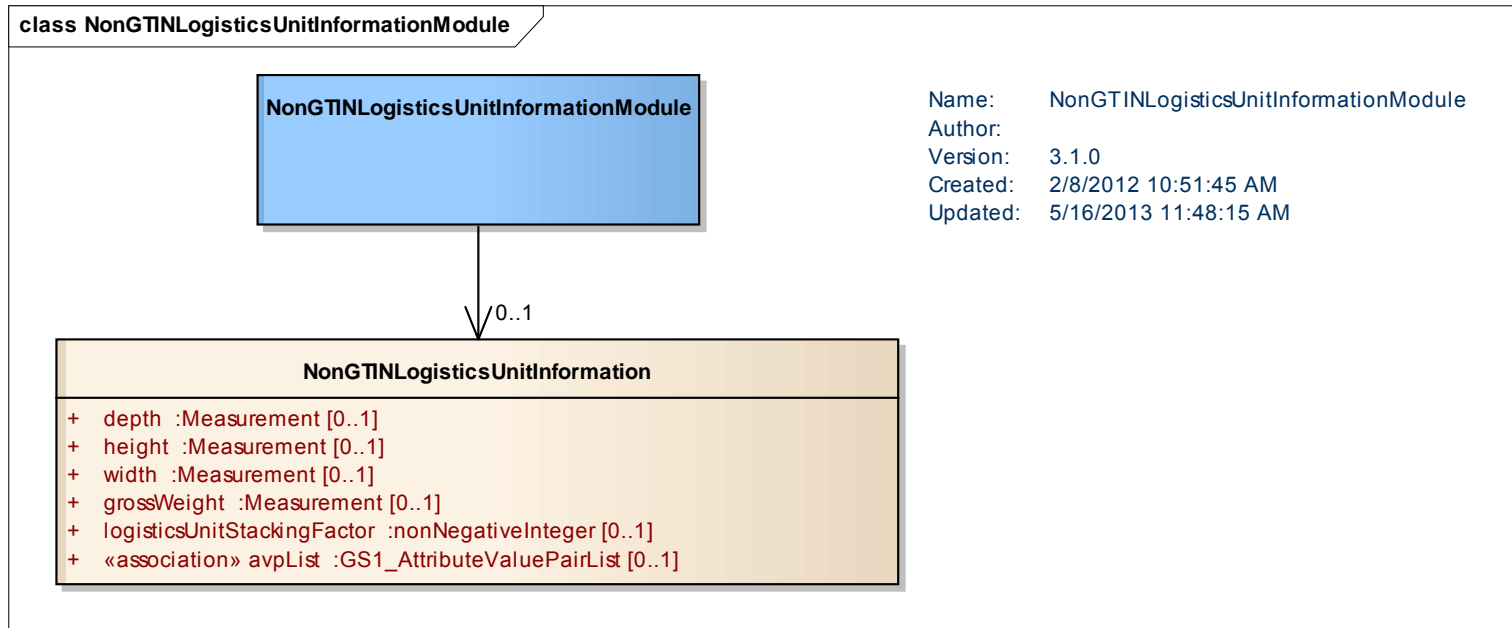 class NonGTINLogisticsUnitInformationModule
NonGTINLogisticsUnitInformationModule
Name: NonGTINLogisticsUnitInformationModule
Author:
Version: 3.1.0
Created: 2/8/2012 10:51:45 AM
Updated: 5/16/2013 11:48:15 AM
0..1
NonGTINLogisticsUnitInformation
+ depth :Measurement [0..1]
+ height :Measurement [0..1]
+ width :Measurement [0..1]
+ grossWeight :Measurement [0..1]
+ logisticsUnitStackingFactor :nonNegativeInteger [0..1]
+ «association» avpList :GS1_AttributeValuePairList [0..1]